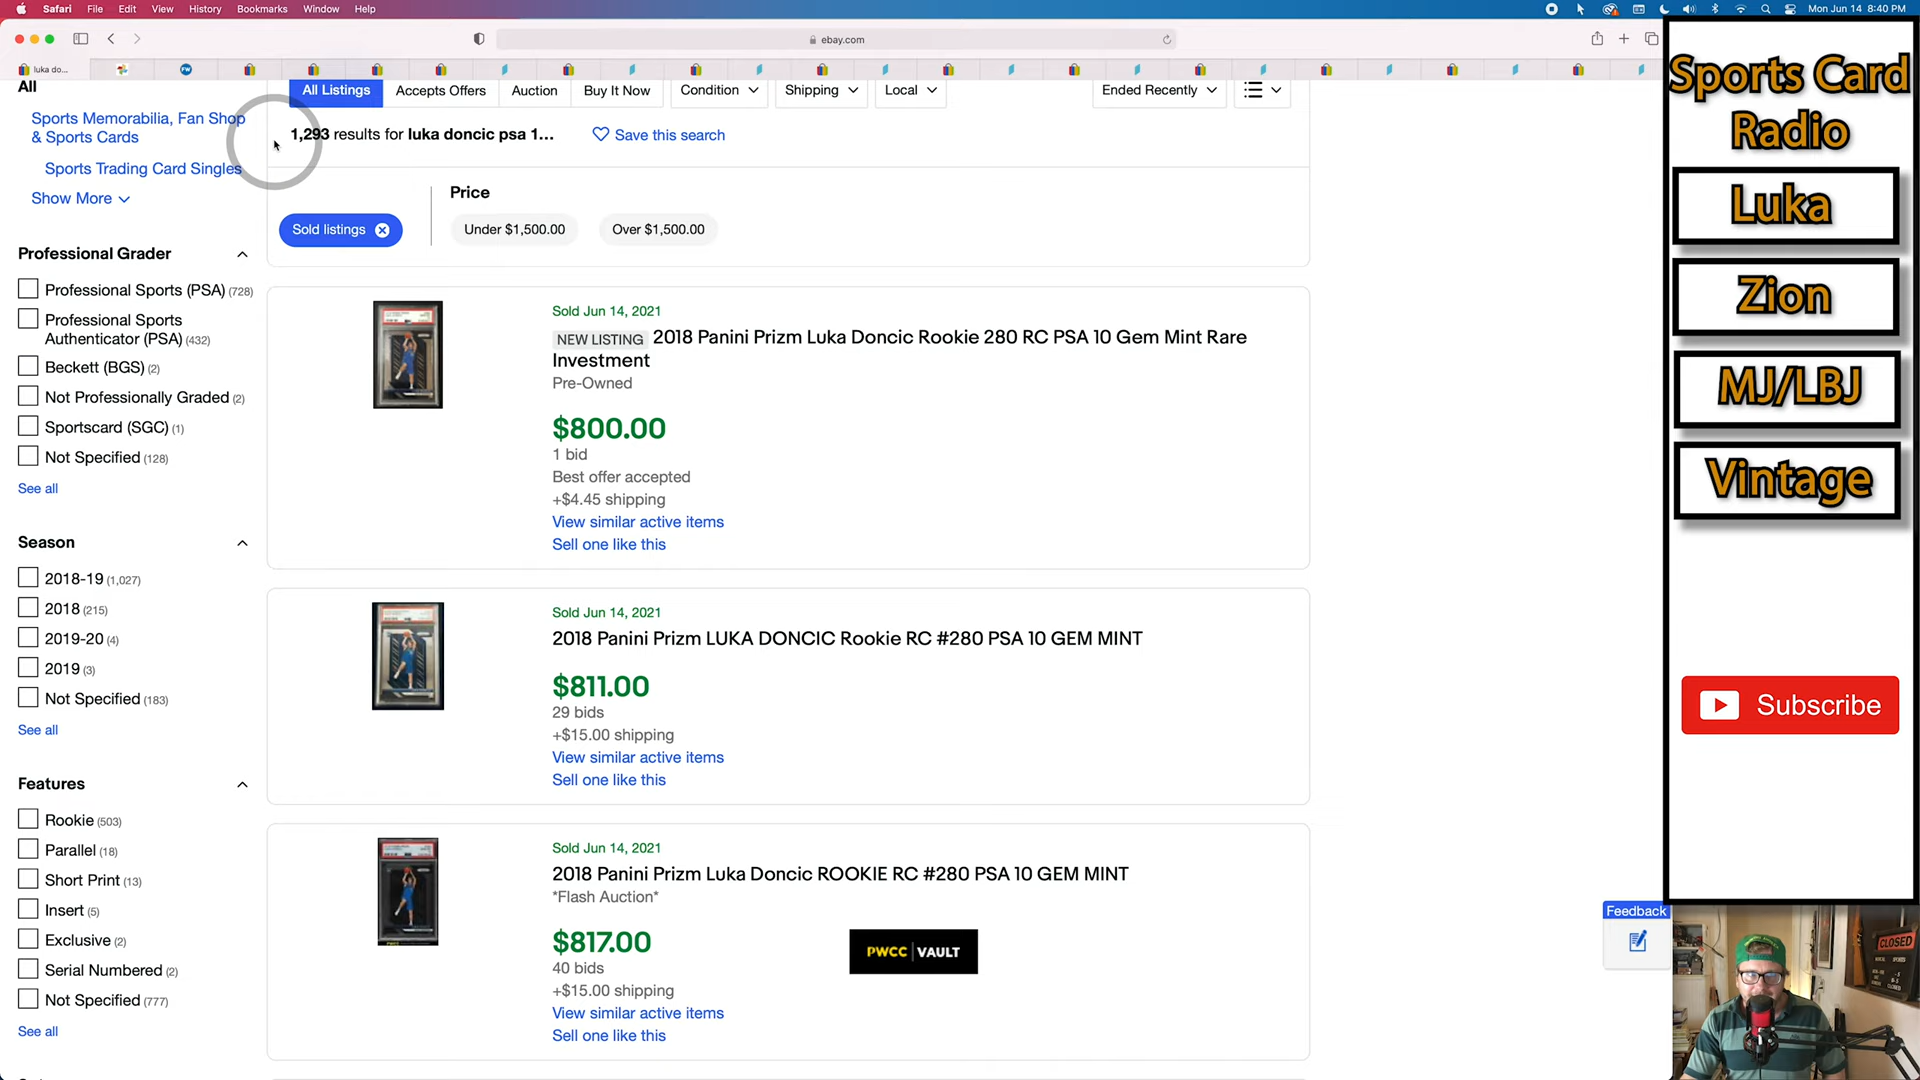 Safari File Edit View History Bookmarks Window Help
Mon Jun 14 8:40 PM
ebay.com
luka do...
FW
All
Sports Memorabilia, Fan Shop
& Sports Cards
Sports Trading Card Singles
Show More
Professional Grader
Professional Sports (PSA) (728)
Professional Sports
Authenticator (PSA) (432)
Beckett (BGS) (2)
Not Professionally Graded (2)
Sportscard (SGC) (1)
Not Specified (128)
See all
Season
2018-19 (1,027)
2018 (215)
2019-20 (4)
2019 (3)
Not Specified (183)
See all
Features
Rookie (503)
Parallel (18)
Short Print (13)
Insert (5)
Exclusive (2)
Serial Numbered (2)
Not Specified (777)
See all
All Listings Accepts Offers Auction Buy It Now Condition Shipping Local Ended Recently
1,293 results for luka doncic psa 1... Save this search
Price
Sold listings Under $1,500.00 Over $1,500.00
Sold Jun 14, 2021
NEW LISTING 2018 Panini Prizm Luka Doncic Rookie 280 RC PSA 10 Gem Mint Rare
Investment
Pre-Owned
$800.00
1 bid
Best offer accepted
+$4.45 shipping
View similar active items
Sell one like this
Sold Jun 14, 2021
2018 Panini Prizm LUKA DONCIC Rookie RC #280 PSA 10 GEM MINT
$811.00
29 bids
+$15.00 shipping
View similar active items
Sell one like this
Sold Jun 14, 2021
2018 Panini Prizm Luka Doncic ROOKIE RC #280 PSA 10 GEM MINT
*Flash Auction*
$817.00
40 bids
+$15.00 shipping
View similar active items
Sell one like this
PWCC | VAULT
Sports Card
Radio
Luka
Zion
MJ/LBJ
Vintage
Subscribe
Feedback
CLOSED